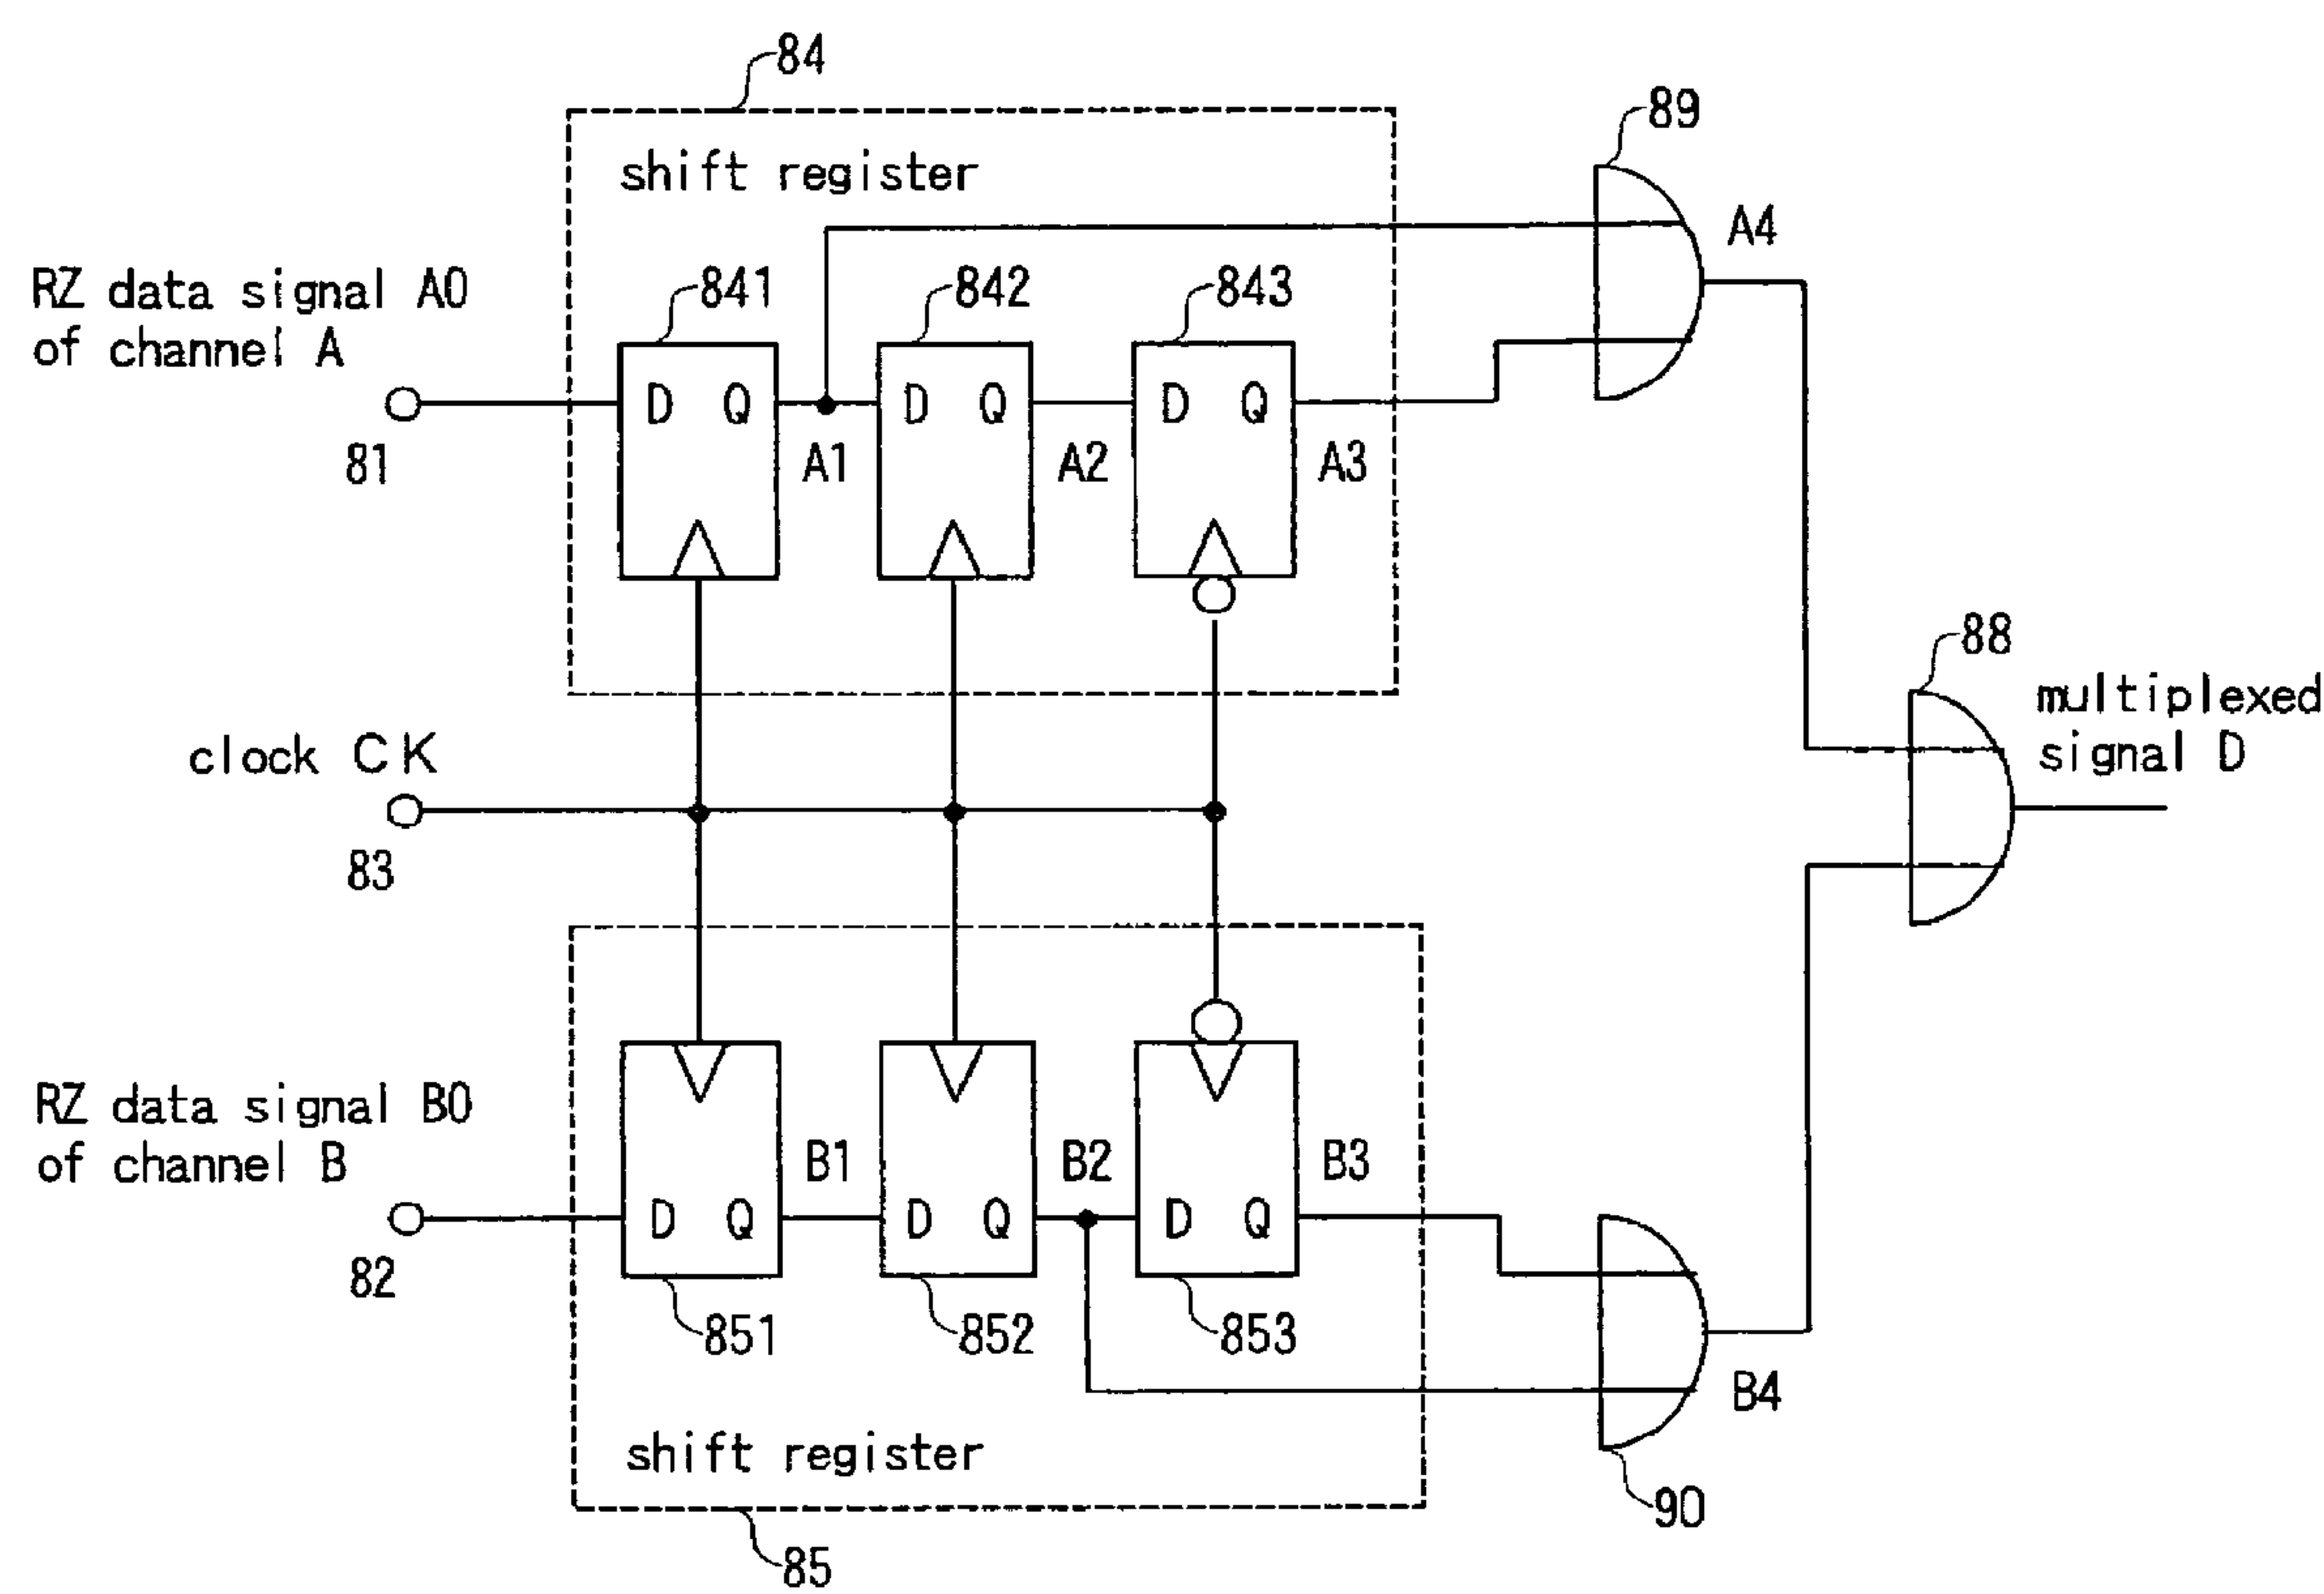 84
89
shift register
A4
RZ data signal A0
of channel A
841
842
843
D Q
D Q
D Q
81
A1
A2
A3
88
multiplexed
signal D
clock CK
83
RZ data signal B0
of channel B
B1
B2
B3
D Q
D Q
D Q
82
851
852
853
B4
shift register
90
85